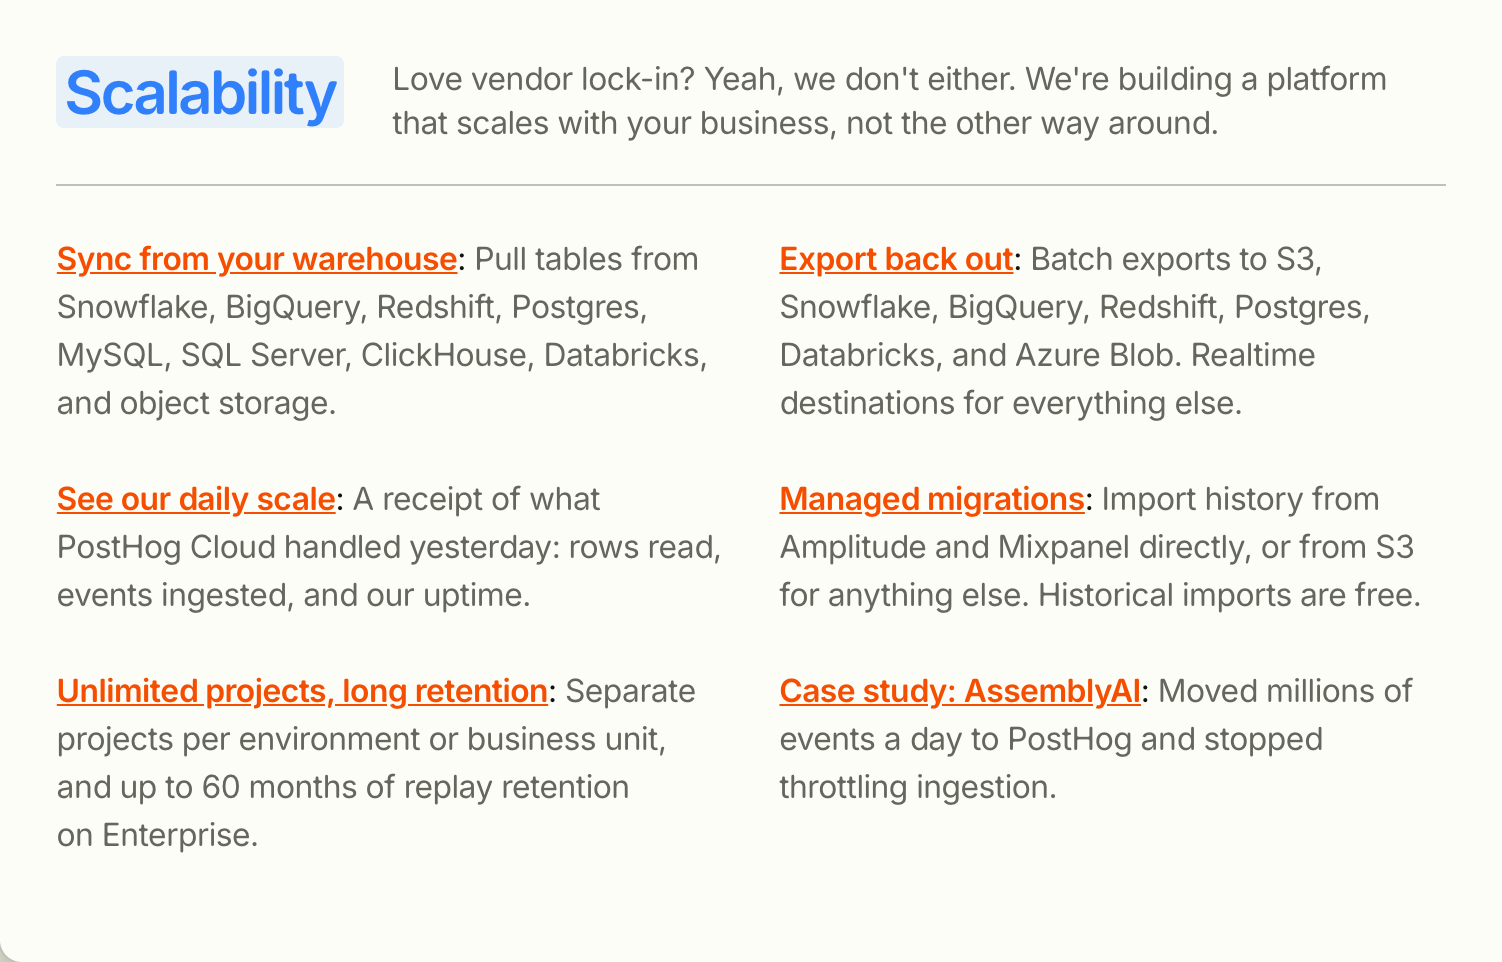 Scalability
Love vendor lock-in? Yeah, we don't either. We're building a platform
that scales with your business, not the other way around.
Sync from your warehouse: Pull tables from
Snowflake, BigQuery, Redshift, Postgres,
MySQL, SQL Server, ClickHouse, Databricks,
and object storage.
Export back out: Batch exports to S3,
Snowflake, BigQuery, Redshift, Postgres,
Databricks, and Azure Blob. Realtime
destinations for everything else.
See our daily scale: A receipt of what
PostHog Cloud handled yesterday: rows read,
events ingested, and our uptime.
Managed migrations: Import history from
Amplitude and Mixpanel directly, or from S3
for anything else. Historical imports are free.
Unlimited projects, long retention: Separate
projects per environment or business unit,
and up to 60 months of replay retention
on Enterprise.
Case study: AssemblyAI: Moved millions of
events a day to PostHog and stopped
throttling ingestion.